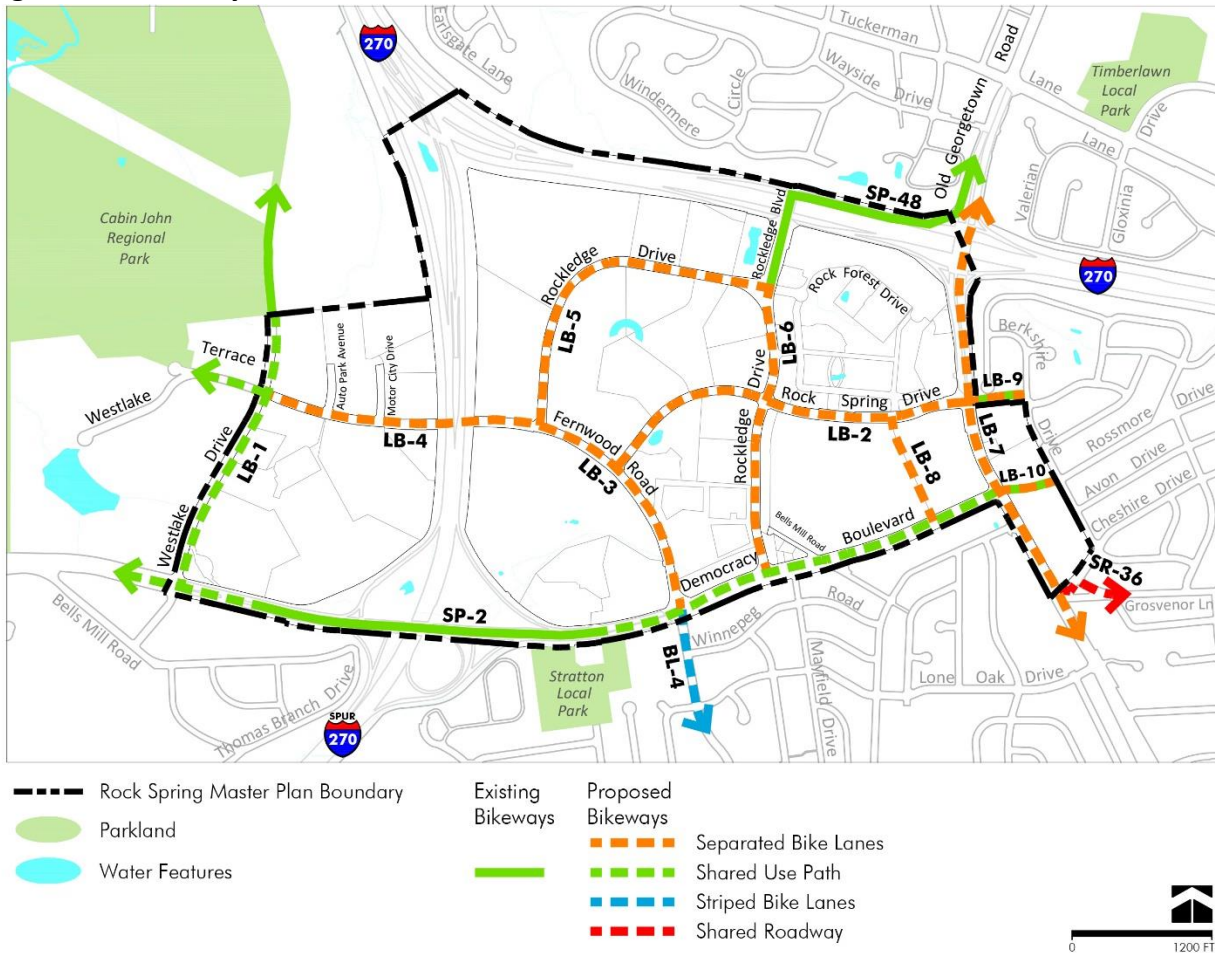 270
Earlsgate Lane
Tuckerman
Lane
Wayside Drive
Windermere
Circle
Old Georgetown
Road
Timberlawn
Local
Park
Drive
Lane
Valerian
Gloxinia
SP-48
Cabin John
Regional
Park
Rockledge Blvd
Rockledge Drive
Rock Forest Drive
270
LB-5
LB-6
Berkshire
Drive
Terrace
Westlake
Auto Park Avenue
Motor City Drive
Drive
Rock Spring Drive
LB-9
Rossmore
Drive
LB-4
Fernwood
Road
LB-2
LB-7
Westlake
Drive
LB-1
LB-3
Rockledge
LB-8
LB-10
Avon Drive
Cheshire Drive
Bells Mill Road
Boulevard
Democracy
SR-36
Grosvenor Ln
Bells Mill Road
SP-2
Winnepeg
Road
BL-4
Mayfield Drive
Lone Oak Drive
Stratton
Local
Park
Thomas Branch Drive
SPUR
270
Rock Spring Master Plan Boundary
Parkland
Water Features
Existing
Bikeways
Proposed
Bikeways
Separated Bike Lanes
Shared Use Path
Striped Bike Lanes
Shared Roadway
0 1200 FT